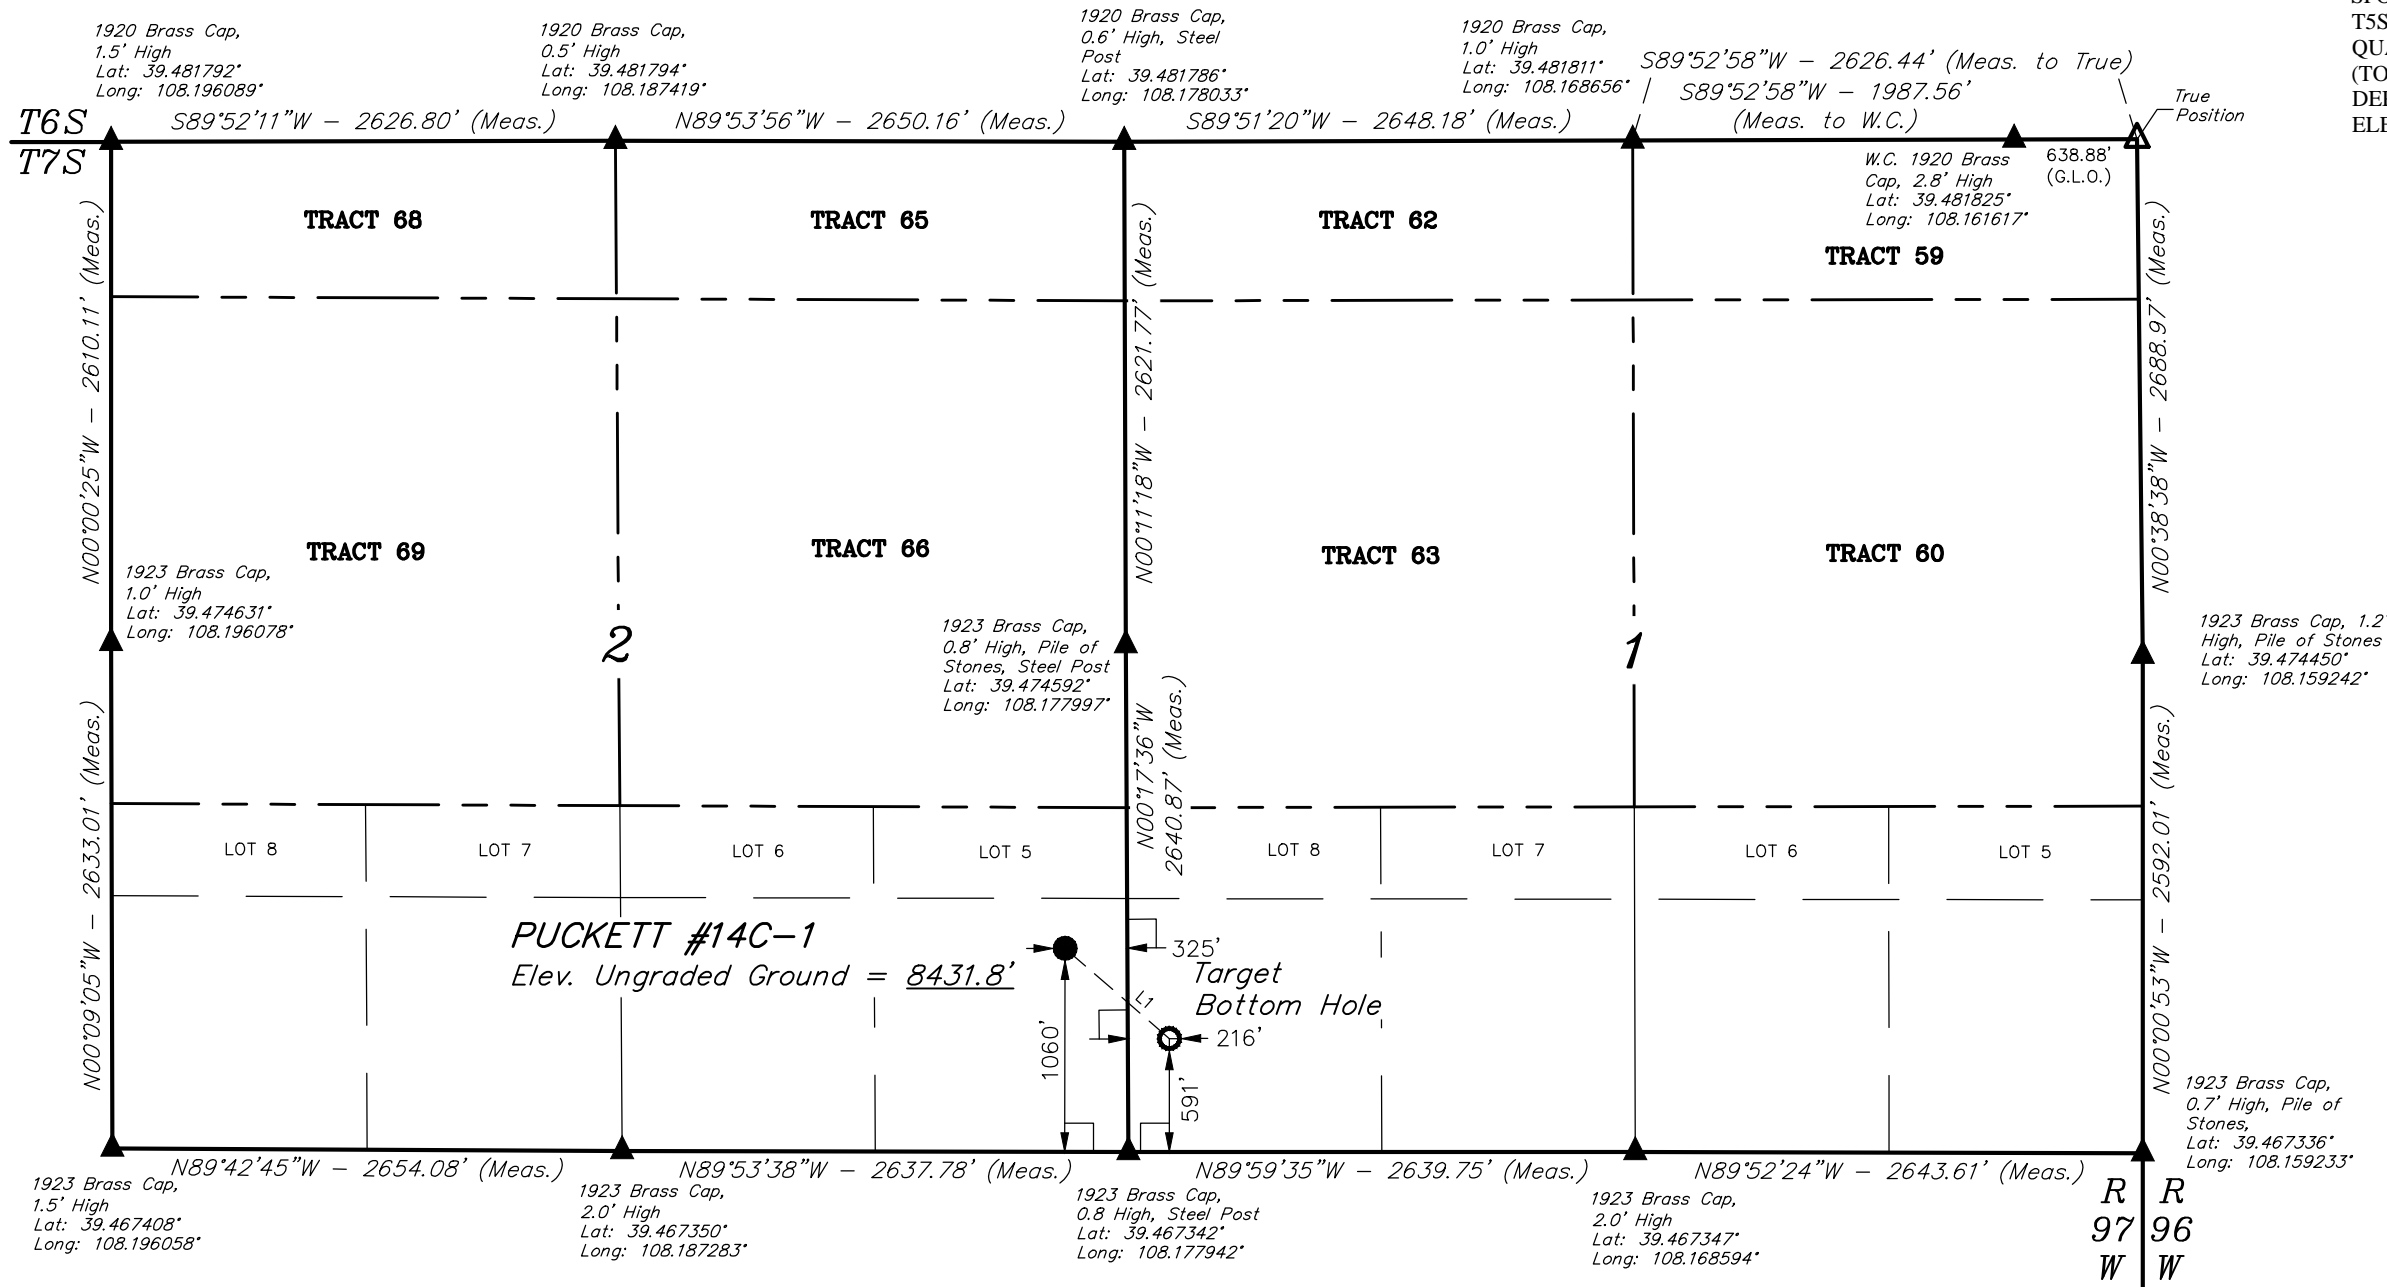 1920 Brass Cap,
1.5' High
Lat: 39.481792°
Long: 108.196089°
1920 Brass Cap,
0.5' High
Lat: 39.481794°
Long: 108.187419°
1920 Brass Cap,
0.6' High, Steel
Post
Lat: 39.481786°
Long: 108.178033°
1920 Brass Cap,
1.0' High
Lat: 39.481811°
Long: 108.168656°
S89°52'58"W - 2626.44' (Meas. to True)
S89°52'58"W - 1987.56'
(Meas. to W.C.)
True
Position
T5S
QUA
(TO
DEI
T6S
T7S
S89°52'11"W - 2626.80' (Meas.)
N89°53'56"W - 2650.16' (Meas.)
S89°51'20"W - 2648.18' (Meas.)
W.C. 1920 Brass
Cap, 2.8' High
Lat: 39.481825°
Long: 108.161617°
638.88'
(G.L.O.)
TRACT 68
TRACT 65
TRACT 62
TRACT 59
N00°00'25"W - 2610.11' (Meas.)
N00°11'18"W - 2621.77' (Meas.)
N00°38'38"W - 2688.97' (Meas.)
TRACT 69
TRACT 66
TRACT 63
TRACT 60
1923 Brass Cap,
1.0' High
Lat: 39.474631°
Long: 108.196078°
2
1923 Brass Cap,
0.8' High, Pile of
Stones, Steel Post
Lat: 39.474592°
Long: 108.177997°
1
1923 Brass Cap, 1.2'
High, Pile of Stones
Lat: 39.474450°
Long: 108.159242°
N00°09'05"W - 2633.01' (Meas.)
N00°17'36"W
2640.87' (Meas.)
N00°00'53"W - 2592.01' (Meas.)
LOT 8
LOT 7
LOT 6
LOT 5
LOT 8
LOT 7
LOT 6
LOT 5
PUCKETT #14C-1
Elev. Ungraded Ground = 8431.8'
325'
Target
Bottom Hole
L1
216'
1060'
591'
N89°42'45"W - 2654.08' (Meas.)
N89°53'38"W - 2637.78' (Meas.)
N89°59'35"W - 2639.75' (Meas.)
N89°52'24"W - 2643.61' (Meas.)
1923 Brass Cap,
1.5' High
Lat: 39.467408°
Long: 108.196058°
1923 Brass Cap,
2.0' High
Lat: 39.467350°
Long: 108.187283°
1923 Brass Cap,
0.8 High, Steel Post
Lat: 39.467342°
Long: 108.177942°
1923 Brass Cap,
2.0' High
Lat: 39.467347°
Long: 108.168594°
1923 Brass Cap,
0.7' High, Pile of
Stones,
Lat: 39.467336°
Long: 108.159233°
R R
97 96
W W